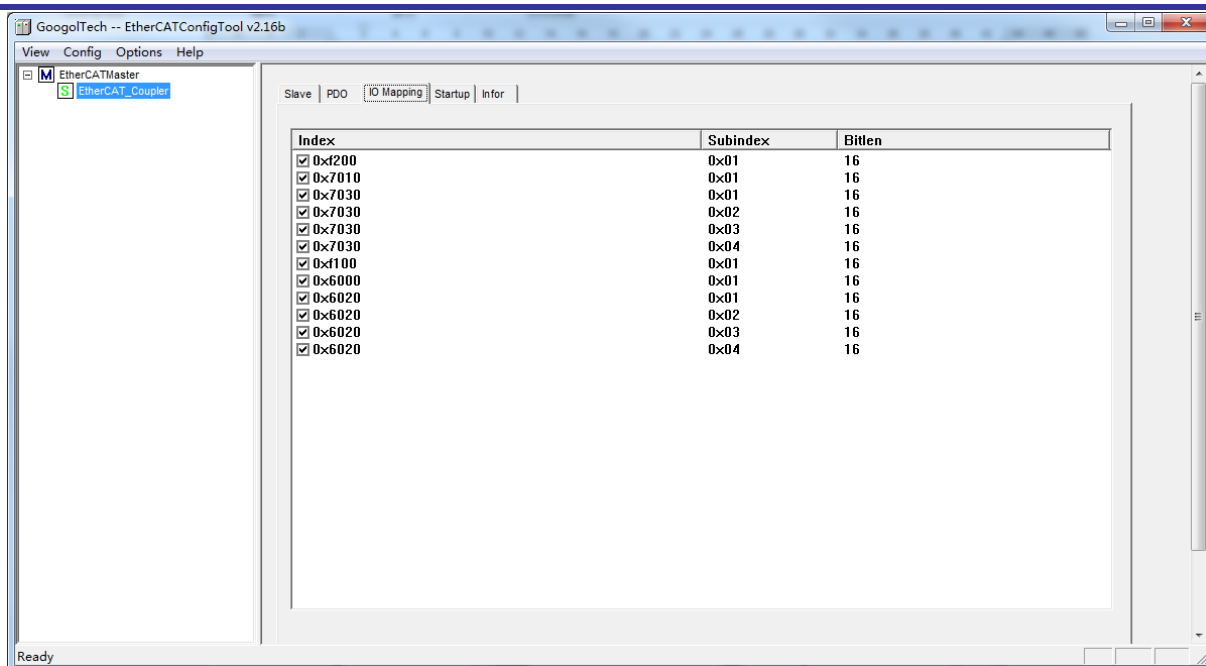 GoogolTech -- EtherCATConfigTool v2.16b
View Config Options Help
M EtherCATMaster
S EtherCAT_Coupler
Slave PDO IO Mapping Startup Infor
Index Subindex Bitlen
0xf200 0x01 16
0x7010 0x01 16
0x7030 0x01 16
0x7030 0x02 16
0x7030 0x03 16
0x7030 0x04 16
0xf100 0x01 16
0x6000 0x01 16
0x6020 0x01 16
0x6020 0x02 16
0x6020 0x03 16
0x6020 0x04 16
Ready